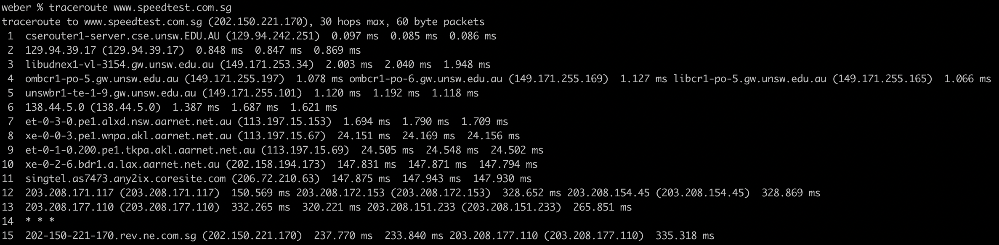 weber % traceroute www.speedtest.com.sg
traceroute to www.speedtest.com.sg (202.150.221.170), 30 hops max, 60 byte packets
 1  cserouter1-server.cse.unsw.EDU.AU (129.94.242.251)  0.097 ms  0.085 ms  0.086 ms
 2  129.94.39.17 (129.94.39.17)  0.848 ms  0.847 ms  0.869 ms
 3  libudnex1-vl-3154.gw.unsw.edu.au (149.171.253.34)  2.003 ms  2.040 ms  1.948 ms
 4  ombcr1-po-5.gw.unsw.edu.au (149.171.255.197)  1.078 ms ombcr1-po-6.gw.unsw.edu.au (149.171.255.169)  1.127 ms libcr1-po-5.gw.unsw.edu.au (149.171.255.165)  1.066 ms
 5  unswbr1-te-1-9.gw.unsw.edu.au (149.171.255.101)  1.120 ms  1.192 ms  1.118 ms
 6  138.44.5.0 (138.44.5.0)  1.387 ms  1.687 ms  1.621 ms
 7  et-0-3-0.pe1.alxd.nsw.aarnet.net.au (113.197.15.153)  1.694 ms  1.790 ms  1.709 ms
 8  xe-0-0-3.pe1.wnpa.akl.aarnet.net.au (113.197.15.67)  24.151 ms  24.169 ms  24.156 ms
 9  et-0-1-0.200.pe1.tkpa.akl.aarnet.net.au (113.197.15.69)  24.505 ms  24.548 ms  24.502 ms
10  xe-0-2-6.bdr1.a.lax.aarnet.net.au (202.158.194.173)  147.831 ms  147.871 ms  147.794 ms
11  singtel.as7473.any2ix.coresite.com (206.72.210.63)  147.875 ms  147.943 ms  147.930 ms
12  203.208.171.117 (203.208.171.117)  150.569 ms 203.208.172.153 (203.208.172.153)  328.652 ms 203.208.154.45 (203.208.154.45)  328.869 ms
13  203.208.177.110 (203.208.177.110)  332.265 ms  320.221 ms 203.208.151.233 (203.208.151.233)  265.851 ms
14  * * *
15  202-150-221-170.rev.ne.com.sg (202.150.221.170)  237.770 ms  233.840 ms 203.208.177.110 (203.208.177.110)  335.318 ms